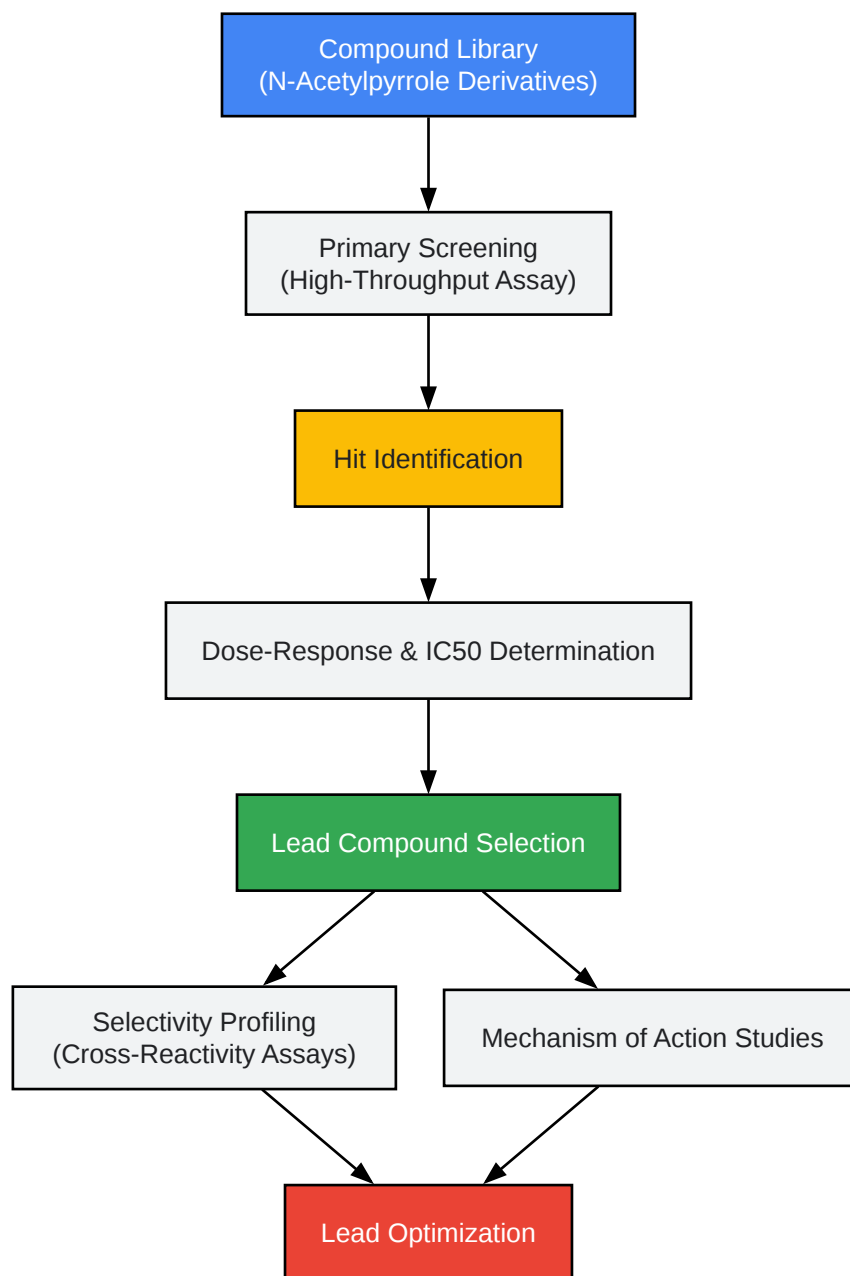 Compound Library
(N-Acetylpyrrole Derivatives)
Primary Screening
(High-Throughput Assay)
Hit Identification
Dose-Response & IC50 Determination
Lead Compound Selection
Selectivity Profiling
(Cross-Reactivity Assays)
Mechanism of Action Studies
Lead Optimization